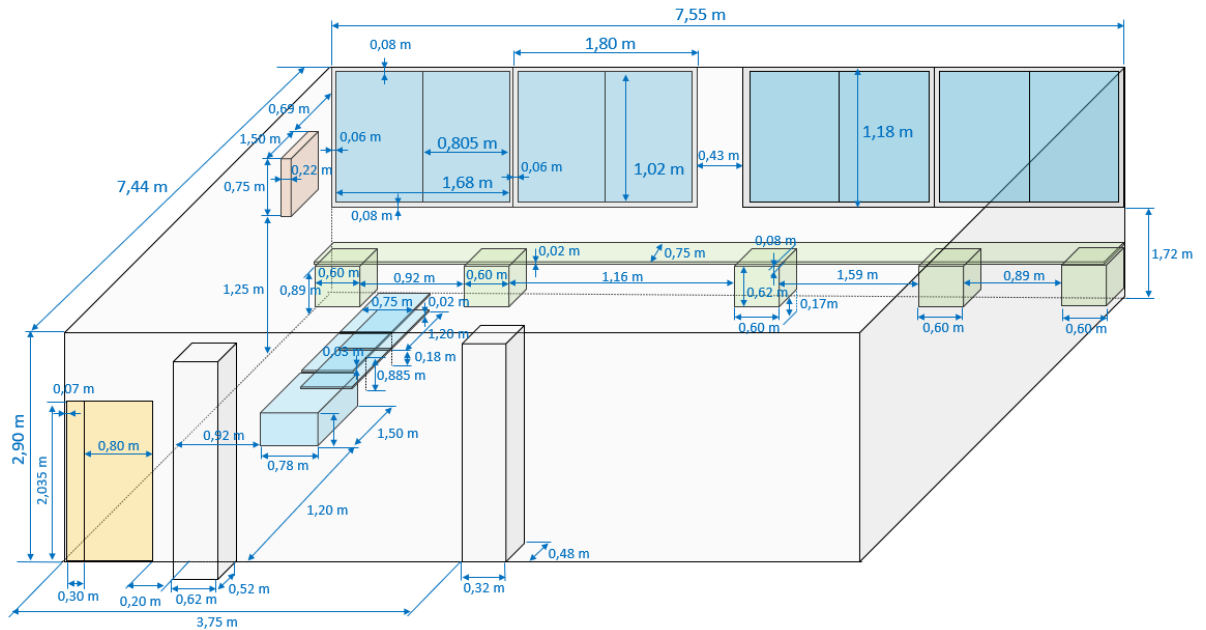 7,55 m
0,08 m
1,80 m
0,69 m
1,50 m
0,06 m
0,805 m
1,18 m
0,43 m
0,22 m
0,06 m
1,02 m
7,44 m
0,75 m
1,68 m
0,08 m
0,02 m
0,75 m
0,08 m
1,72 m
0,60 m
0,92 m
0,60 m
1,16 m
1,59 m
0,89 m
1,25 m
0,89 m
0,62 m
0,17m
0,75 m
0,02 m
0,60 m
0,60 m
0,60 m
1,20 m
0,03 m
0,18 m
0,885 m
0,07 m
2,90 m
2,035 m
0,80 m
0,92 m
1,50 m
0,78 m
1,20 m
0,48 m
0,30 m
0,20 m
0,62 m
0,52 m
0,32 m
3,75 m